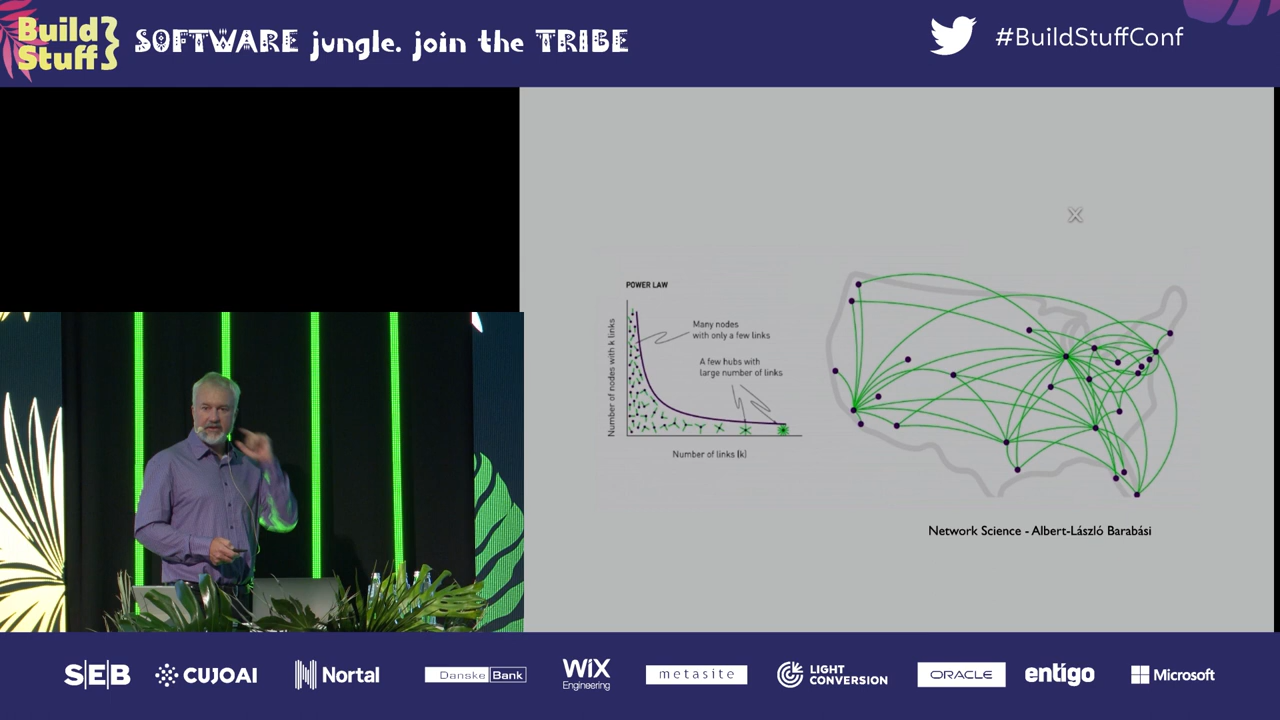 Build
Stuff
SOFTWARE jungle. join the TRIBE
#BuildStuffConf
POWER LAW
Number of nodes with k links
Many nodes
with only a few links
A few hubs with
large number of links
Number of links (k)
Network Science - Albert-László Barabási
S|E|B
CUJOAI
Nortal
Danske Bank
WiX
Engineering
metasite
LIGHT
CONVERSION
ORACLE
entigo
Microsoft